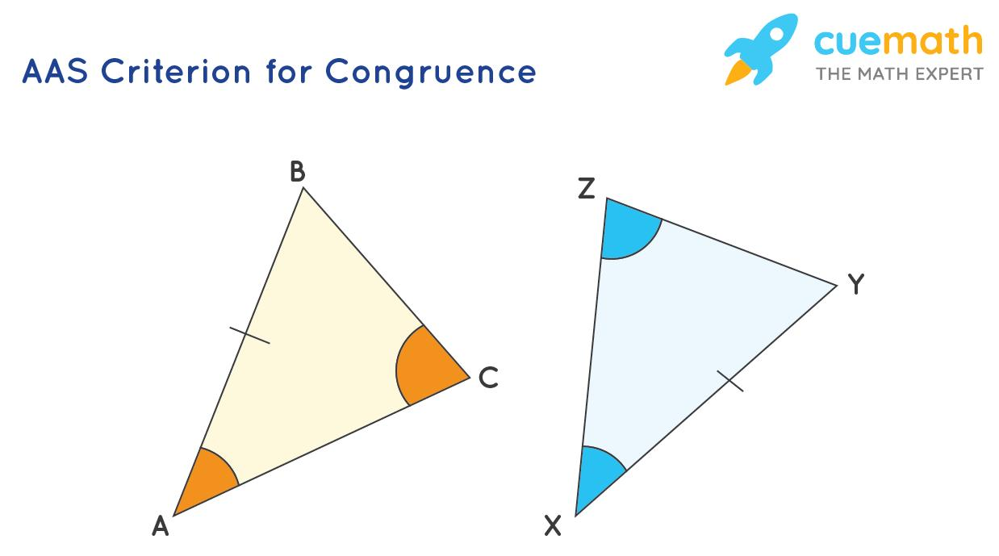 AAS Criterion for Congruence
cuemath
THE MATH EXPERT
B
Z
Y
C
A
X